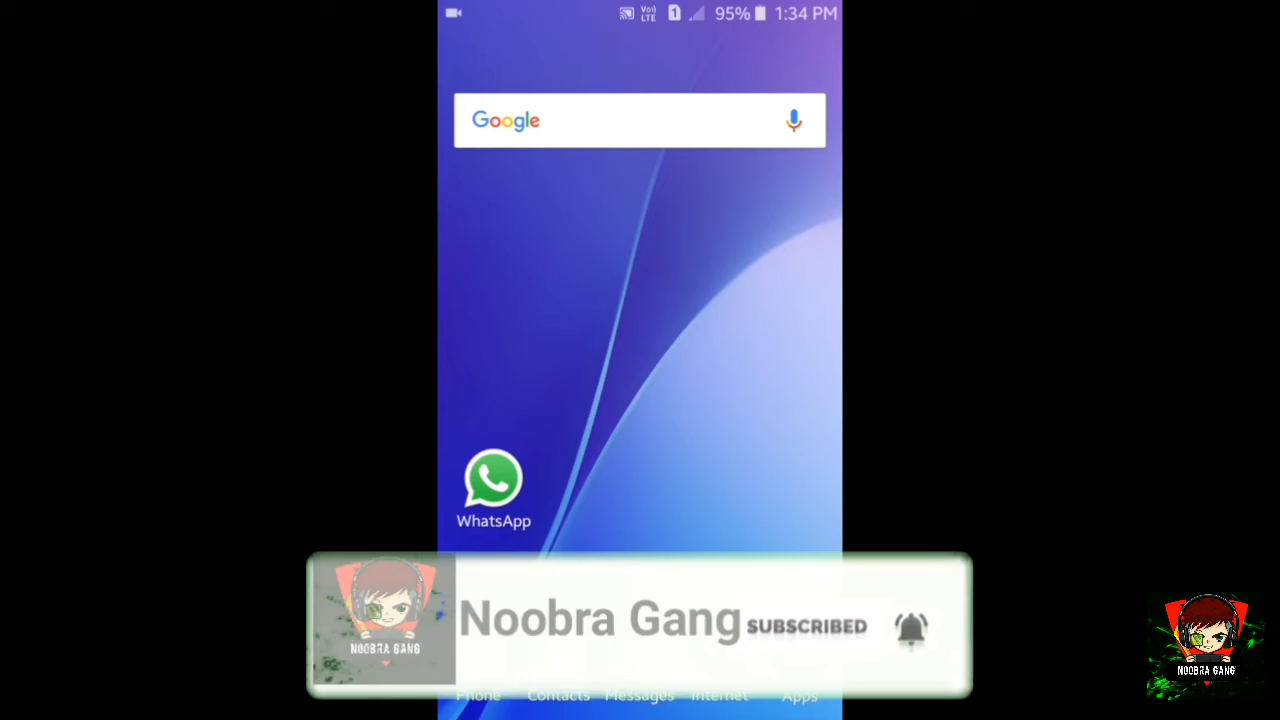 Vo)) LTE 1 95% 1:34 PM
Google
WhatsApp
NOOBRA GANG
Noobra Gang SUBSCRIBED
Phone Contacts Messages Internet Apps
NOOBRA GANG